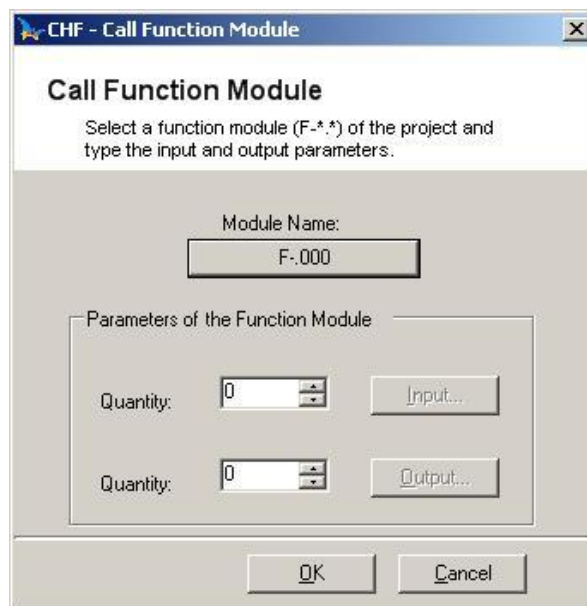 CHF - Call Function Module
Call Function Module
Select a function module (F-*.*) of the project and
type the input and output parameters.
Module Name:
F-.000
Parameters of the Function Module
Quantity: 0 Input...
Quantity: 0 Output...
OK Cancel